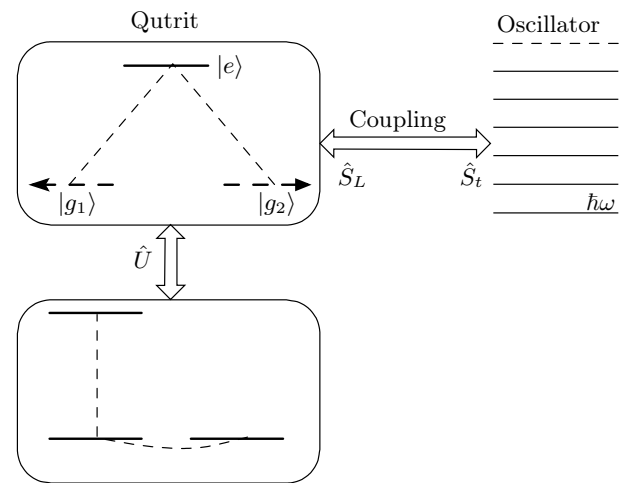 Qutrit
Oscillator
|e⟩
Coupling
Ŝ_L
Ŝ_t
|g₁⟩
|g₂⟩
ħω
Û